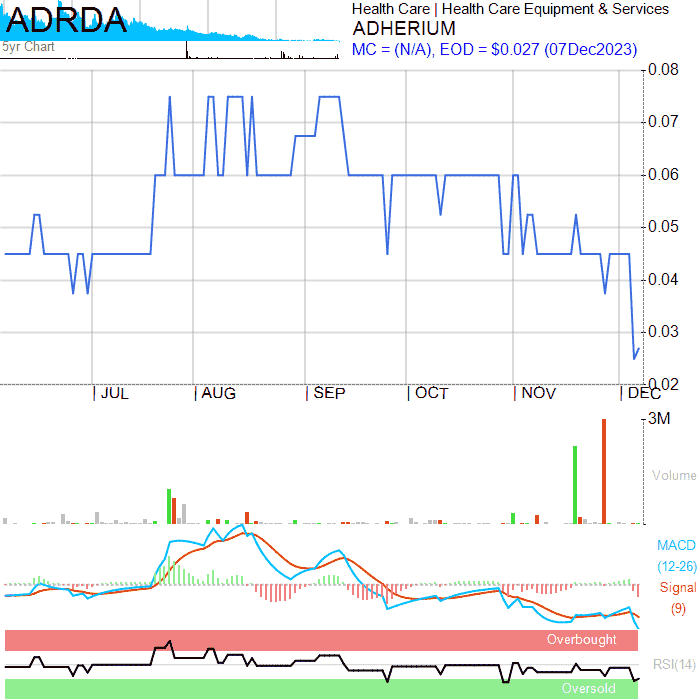 ADRDA
5yr Chart
Health Care | Health Care Equipment & Services
ADHERIUM
MC = (N/A), EOD = $0.027 (07Dec2023)
0.08
0.07
0.06
0.05
0.04
0.03
0.02
JUL AUG SEP OCT NOV DEC
3M
Volume
MACD
(12-26)
Signal
(9)
Overbought
RSI(14)
Oversold